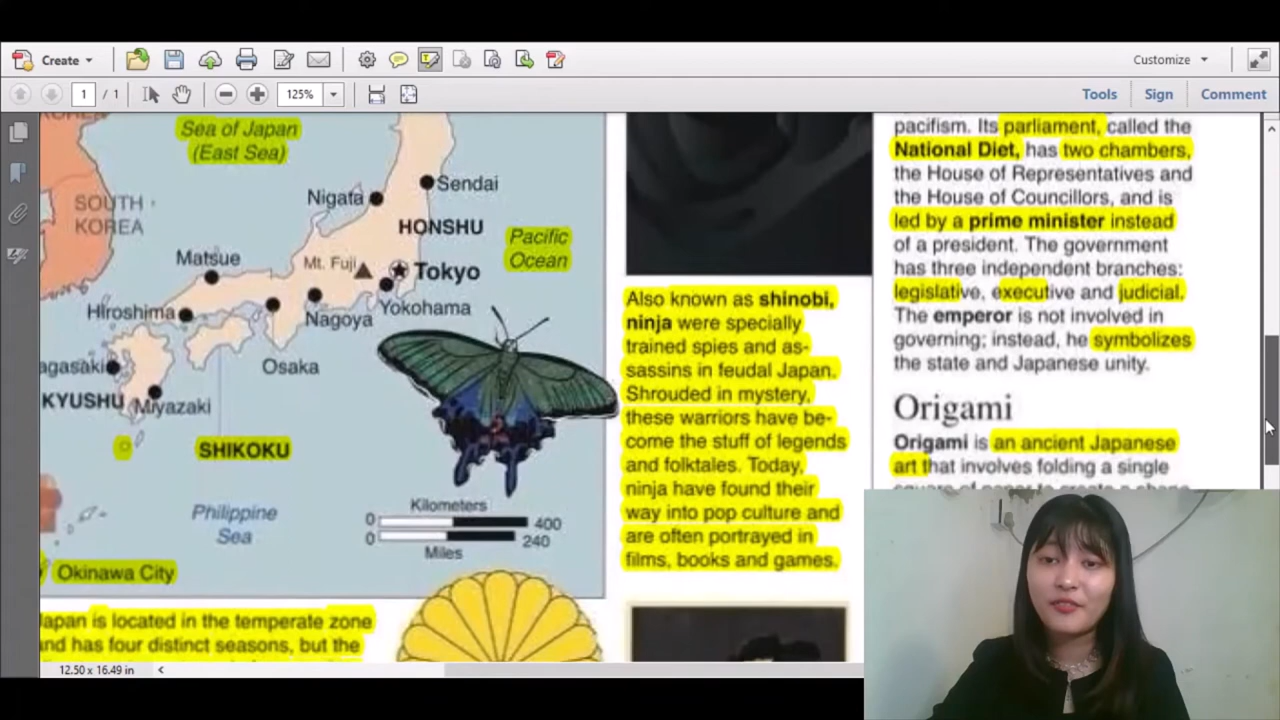 Create
Customize
1 / 1
125%
Tools
Sign
Comment
Sea of Japan
(East Sea)
SOUTH
KOREA
Nigata
Sendai
HONSHU
Pacific
Ocean
Matsue
Mt. Fuji
Tokyo
Hiroshima
Nagoya
Yokohama
Osaka
agasaki
KYUSHU
Miyazaki
SHIKOKU
Philippine
Sea
Kilometers
0
400
0
240
Miles
Okinawa City
Japan is located in the temperate zone
nd has four distinct seasons, but the
Also known as shinobi,
ninja were specially
trained spies and as-
sassins in feudal Japan.
Shrouded in mystery,
these warriors have be-
come the stuff of legends
and folktales. Today,
ninja have found their
way into pop culture and
are often portrayed in
films, books and games.
pacifism. Its parliament, called the
National Diet, has two chambers,
the House of Representatives and
the House of Councillors, and is
led by a prime minister instead
of a president. The government
has three independent branches:
legislative, executive and judicial.
The emperor is not involved in
governing; instead, he symbolizes
the state and Japanese unity.
Origami
Origami is an ancient Japanese
art that involves folding a single
12.50 x 16.49 in